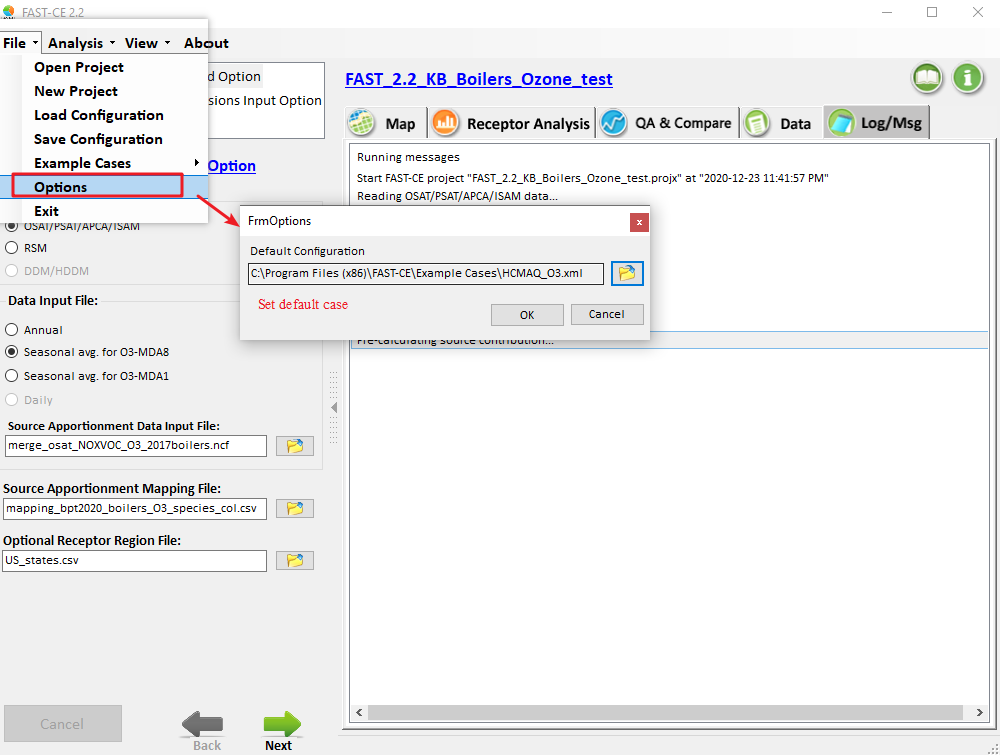 FAST-CE 2.2
File Analysis View About
Open Project
New Project
Load Configuration
Save Configuration
Example Cases
Options
Exit
d Option
sions Input Option
Option
OSAT/PSAT/APCA/ISAM
RSM
DDM/HDDM
Data Input File:
Annual
Seasonal avg. for O3-MDA8
Seasonal avg. for O3-MDA1
Daily
Source Apportionment Data Input File:
merge_osat_NOXVOC_O3_2017boilers.ncf
Source Apportionment Mapping File:
mapping_bpt2020_boilers_O3_species_col.csv
Optional Receptor Region File:
US_states.csv
Cancel
Back
Next
FAST_2.2_KB_Boilers_Ozone_test
Map Receptor Analysis QA & Compare Data Log/Msg
Running messages
Start FAST-CE project "FAST_2.2_KB_Boilers_Ozone_test.projx" at "2020-12-23 11:41:57 PM"
Reading OSAT/PSAT/APCA/ISAM data...
FrmOptions
Default Configuration
C:\Program Files (x86)\FAST-CE\Example Cases\HCMAQ_O3.xml
Set default case
OK
Cancel
Pre-calculating source contribution...